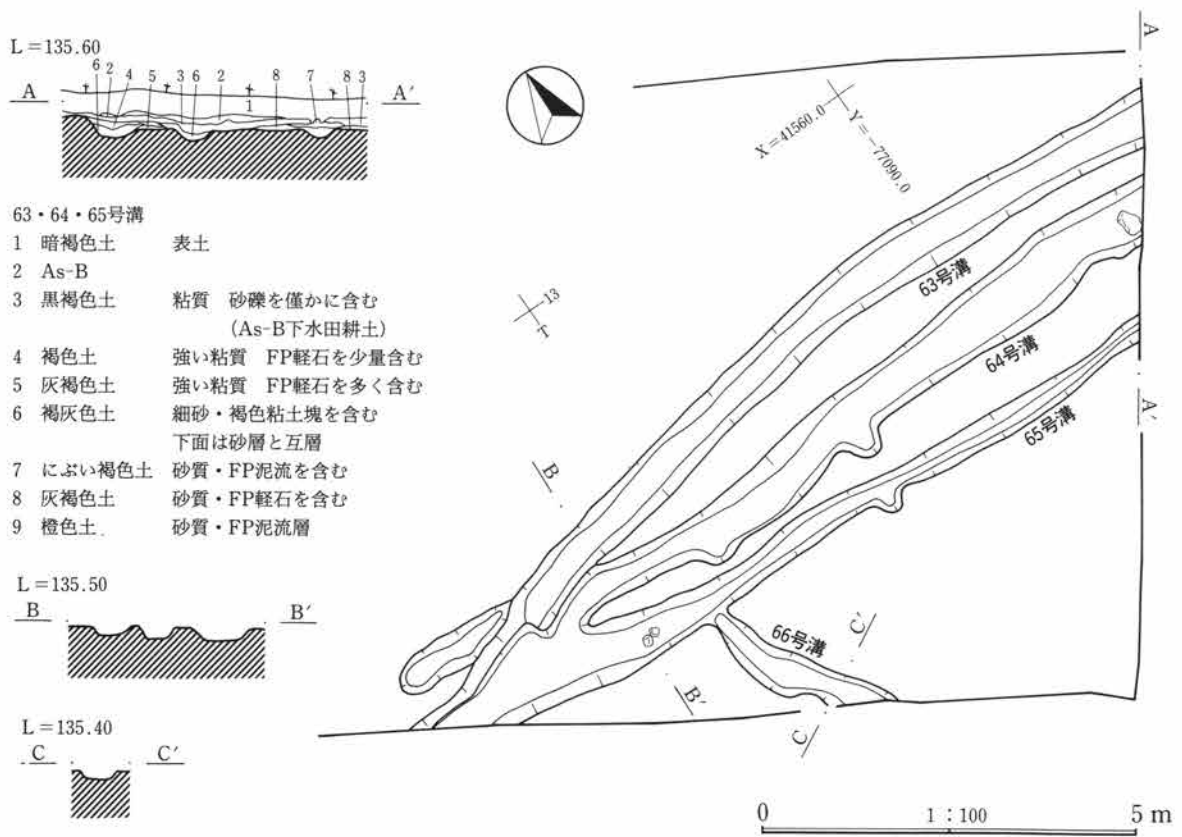 L=135.60
6 2 4 5 3 6 2 8 7 8 3
A A′
1
63・64・65号溝
1 暗褐色土 表土
2 As-B
3 黒褐色土 粘質 砂礫を僅かに含む
（As-B下水田耕土）
4 褐色土 強い粘質 FP軽石を少量含む
5 灰褐色土 強い粘質 FP軽石を多く含む
6 褐灰色土 細砂・褐色粘土塊を含む
下面は砂層と互層
7 にぶい褐色土 砂質・FP泥流を含む
8 灰褐色土 砂質・FP軽石を含む
9 橙色土 砂質・FP泥流層
L=135.50
B B′
L=135.40
C C′
A
X=41560.0
Y=-77090.0
13
T
63号溝
64号溝
65号溝
A′
B
66号溝
C′
B′
C
0 1：100 5 m